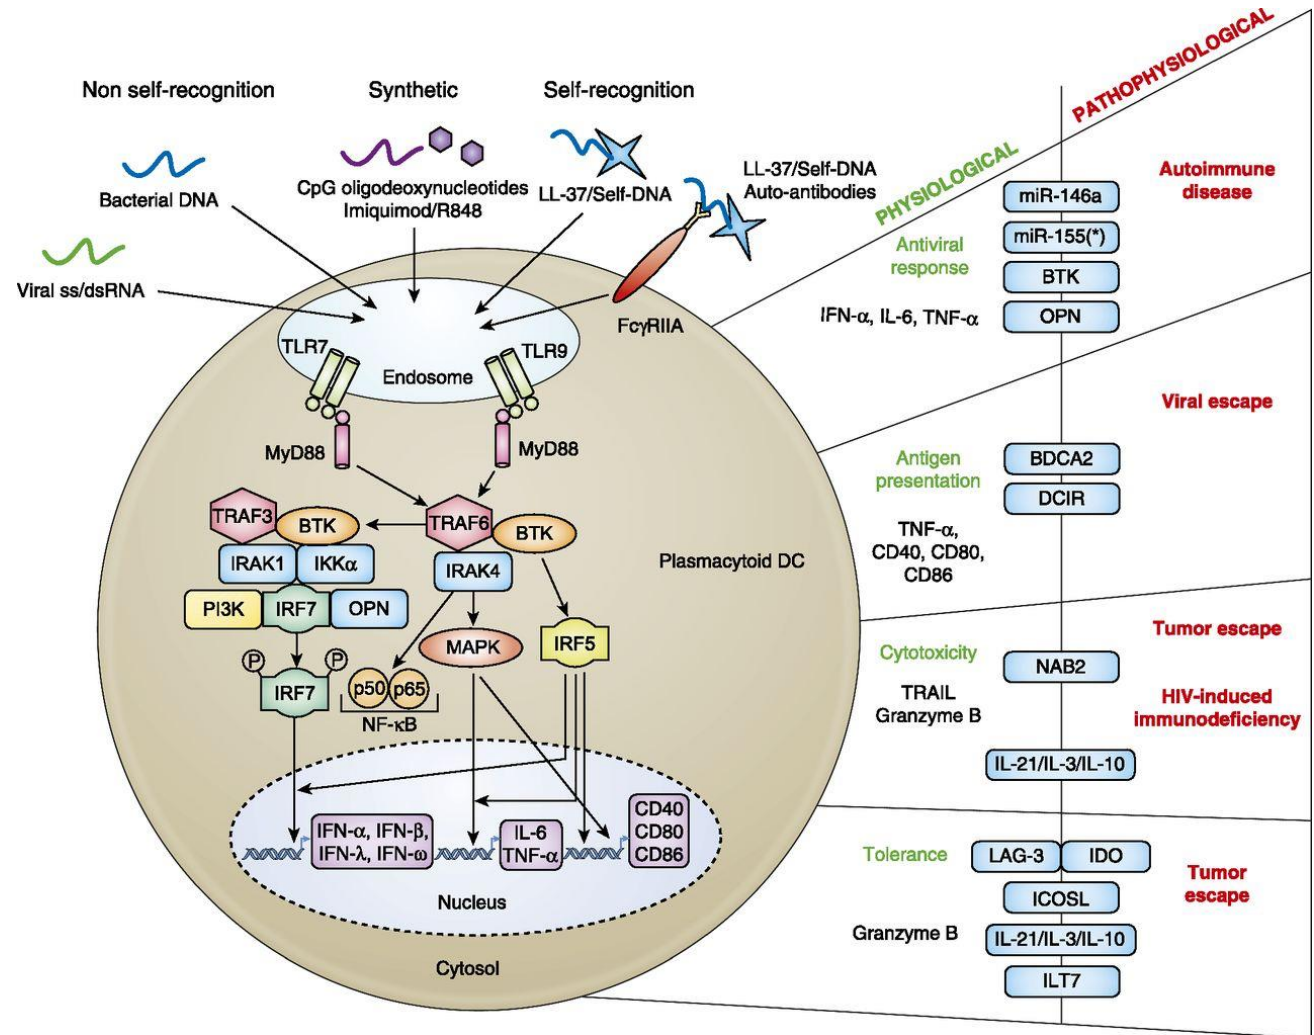 Non self-recognition
Synthetic
Self-recognition
Bacterial DNA
CpG oligodeoxynucleotides
Imiquimod/R848
LL-37/Self-DNA
LL-37/Self-DNA
Auto-antibodies
Viral ss/dsRNA
FcγRIIA
TLR7
TLR9
Endosome
MyD88
MyD88
TRAF3
BTK
TRAF6
BTK
IRAK1
IKKα
IRAK4
PI3K
IRF7
OPN
MAPK
IRF5
P
P
IRF7
p50
p65
NF-κB
Plasmacytoid DC
IFN-α, IFN-β,
IFN-λ, IFN-ω
IL-6
TNF-α
CD40
CD80
CD86
Nucleus
Cytosol
PHYSIOLOGICAL
PATHOPHYSIOLOGICAL
Antiviral
response
IFN-α, IL-6, TNF-α
miR-146a
miR-155(*)
BTK
OPN
Autoimmune
disease
Antigen
presentation
TNF-α,
CD40, CD80,
CD86
BDCA2
DCIR
Viral escape
Cytotoxicity
TRAIL
Granzyme B
NAB2
IL-21/IL-3/IL-10
Tumor escape
HIV-induced
immunodeficiency
Tolerance
Granzyme B
LAG-3
IDO
ICOSL
IL-21/IL-3/IL-10
ILT7
Tumor
escape